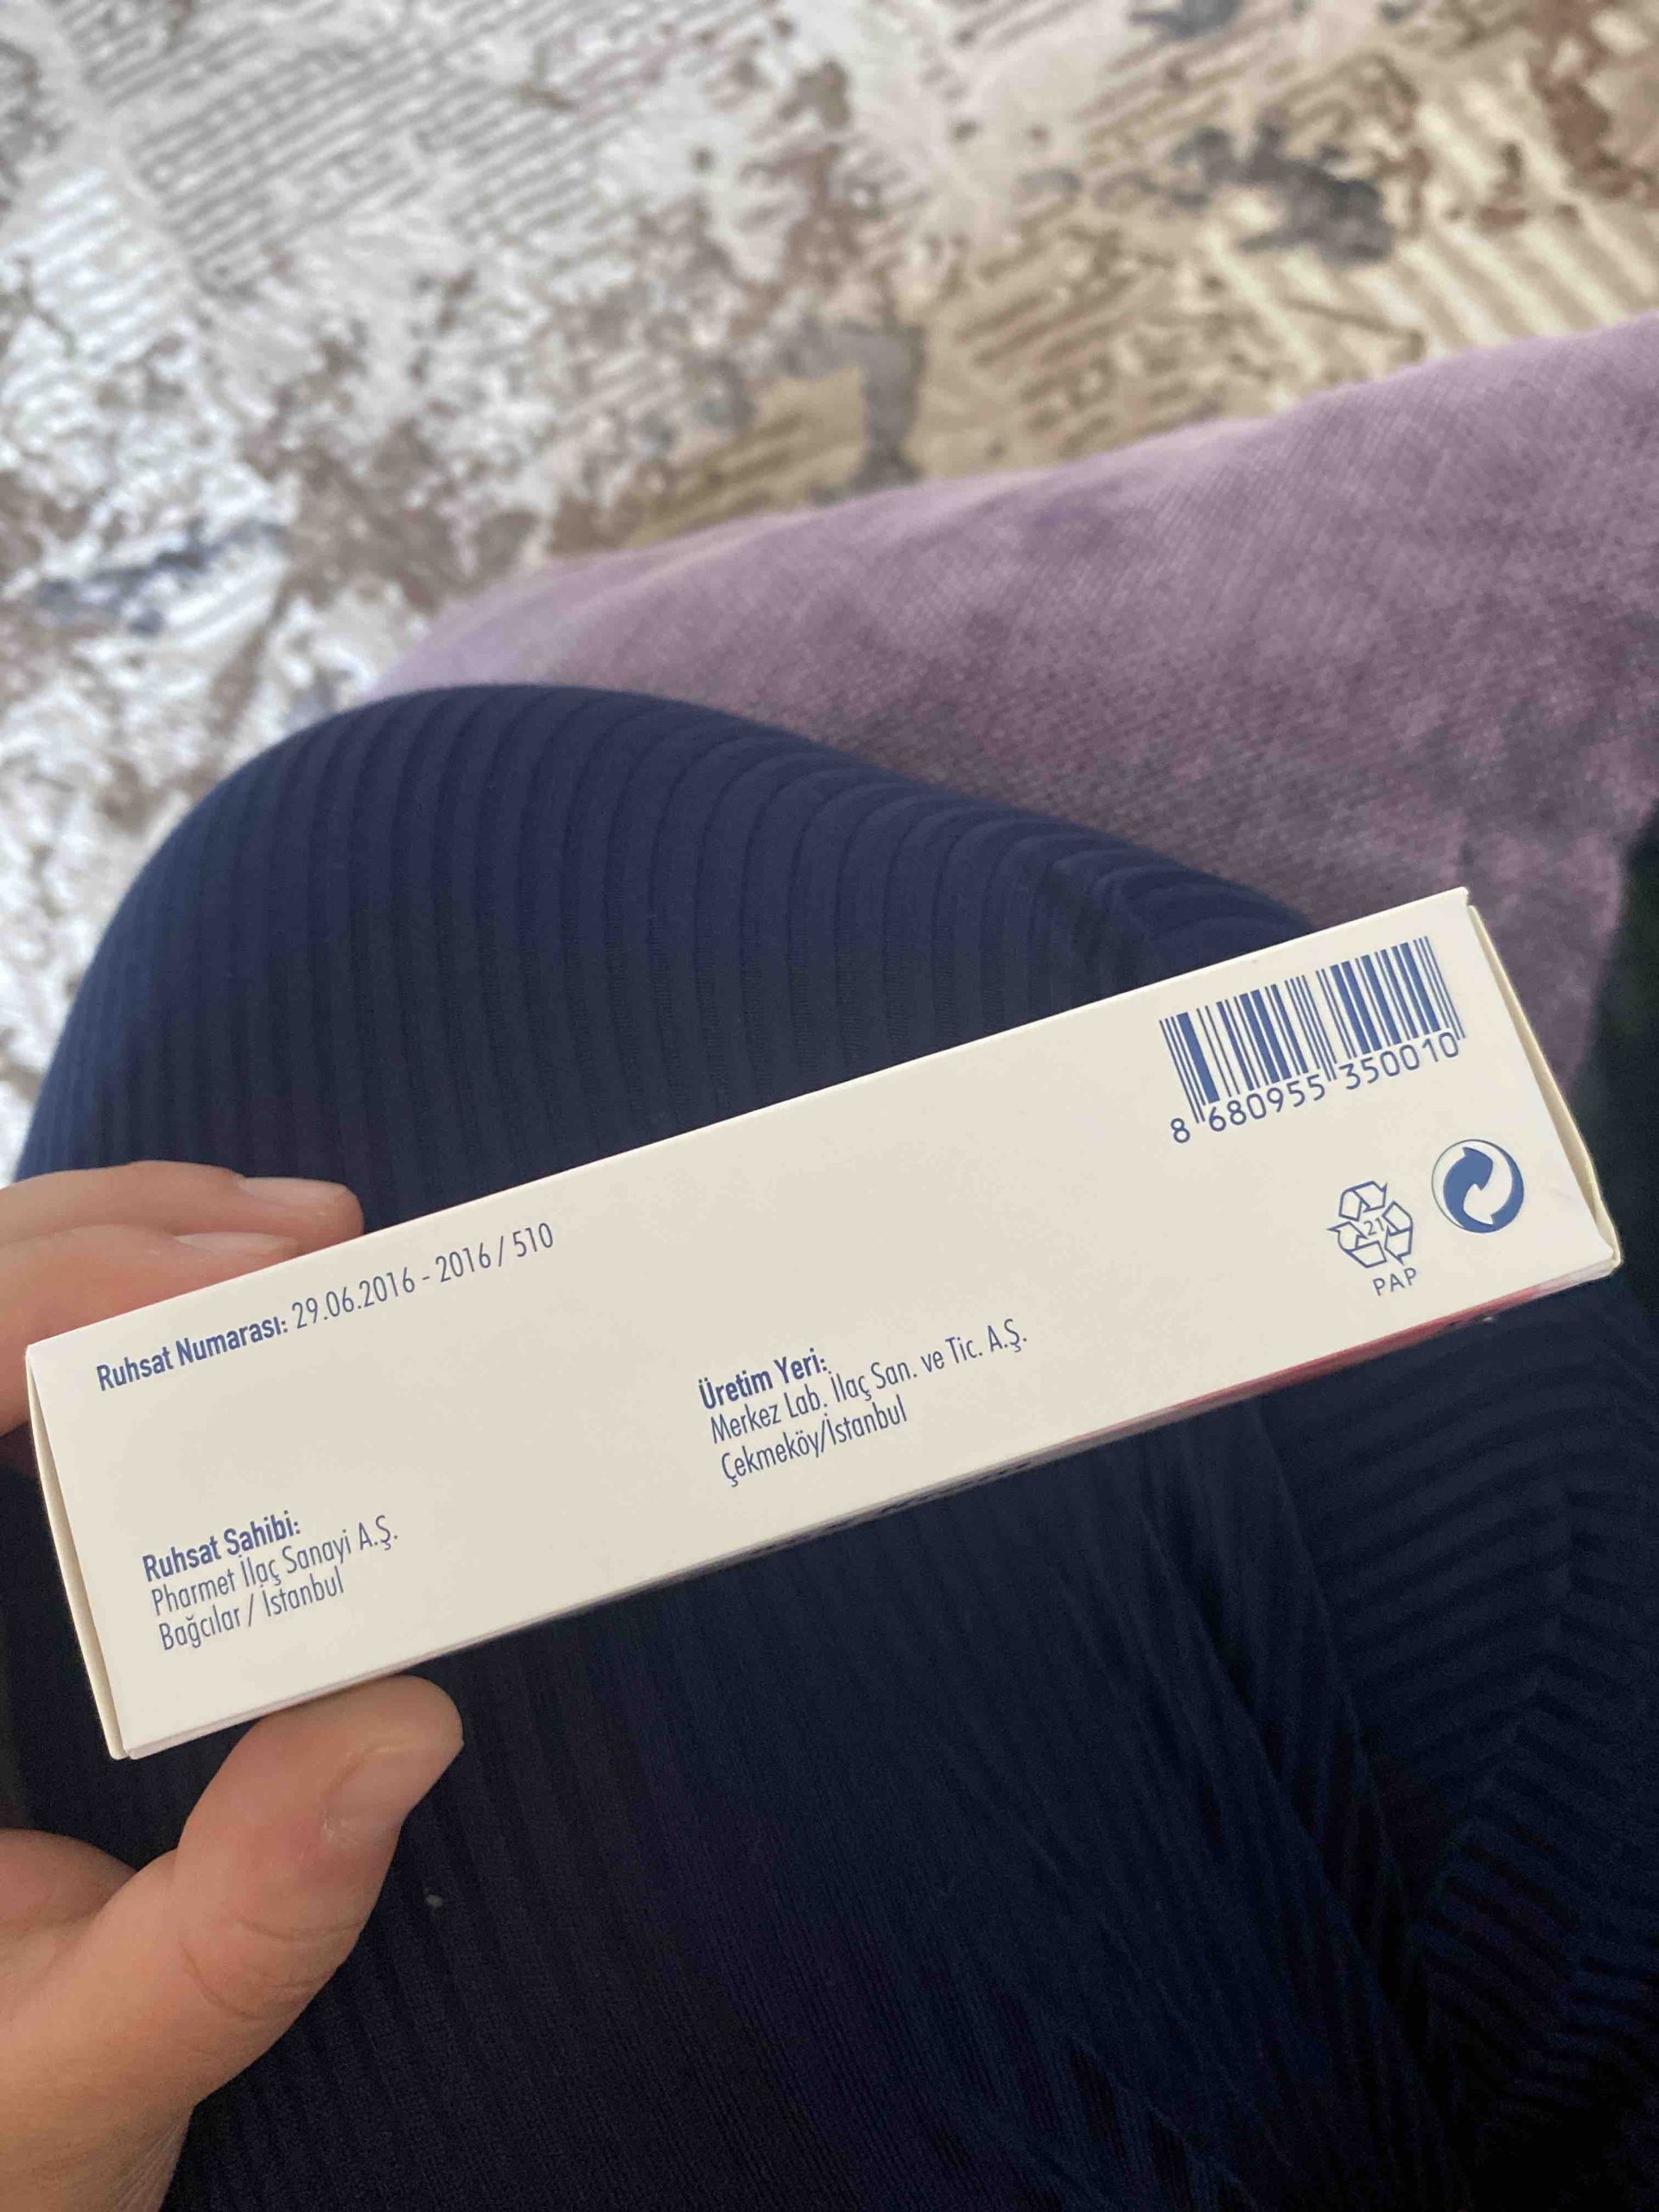 8 680955 350010
21
PAP
Ruhsat Numarası: 29.06.2016 - 2016 / 510
Üretim Yeri:
Merkez Lab. İlaç San. ve Tic. A.Ş.
Çekmeköy/İstanbul
Ruhsat Sahibi:
Pharmet İlaç Sanayi A.Ş.
Bağcılar / İstanbul